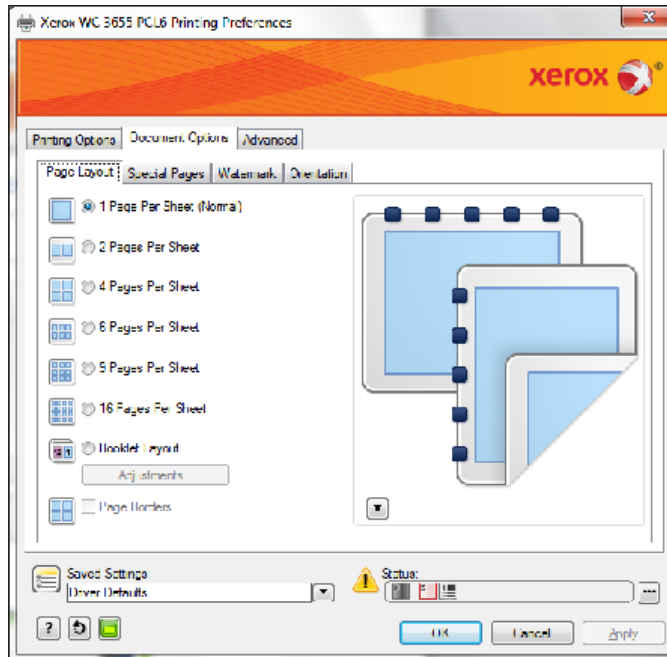 Xerox WC 3655 PCL6 Printing Preferences
xerox
Printing Options Document Options Advanced
Page Layout Special Pages Watermark Orientation
1 Page Per Sheet (Normal)
2 Pages Per Sheet
4 Pages Per Sheet
6 Pages Per Sheet
9 Pages Per Sheet
16 Pages Per Sheet
Booklet Layout
Adjustments
Page Borders
Saved Settings: Status:
Driver Defaults
OK Cancel Apply